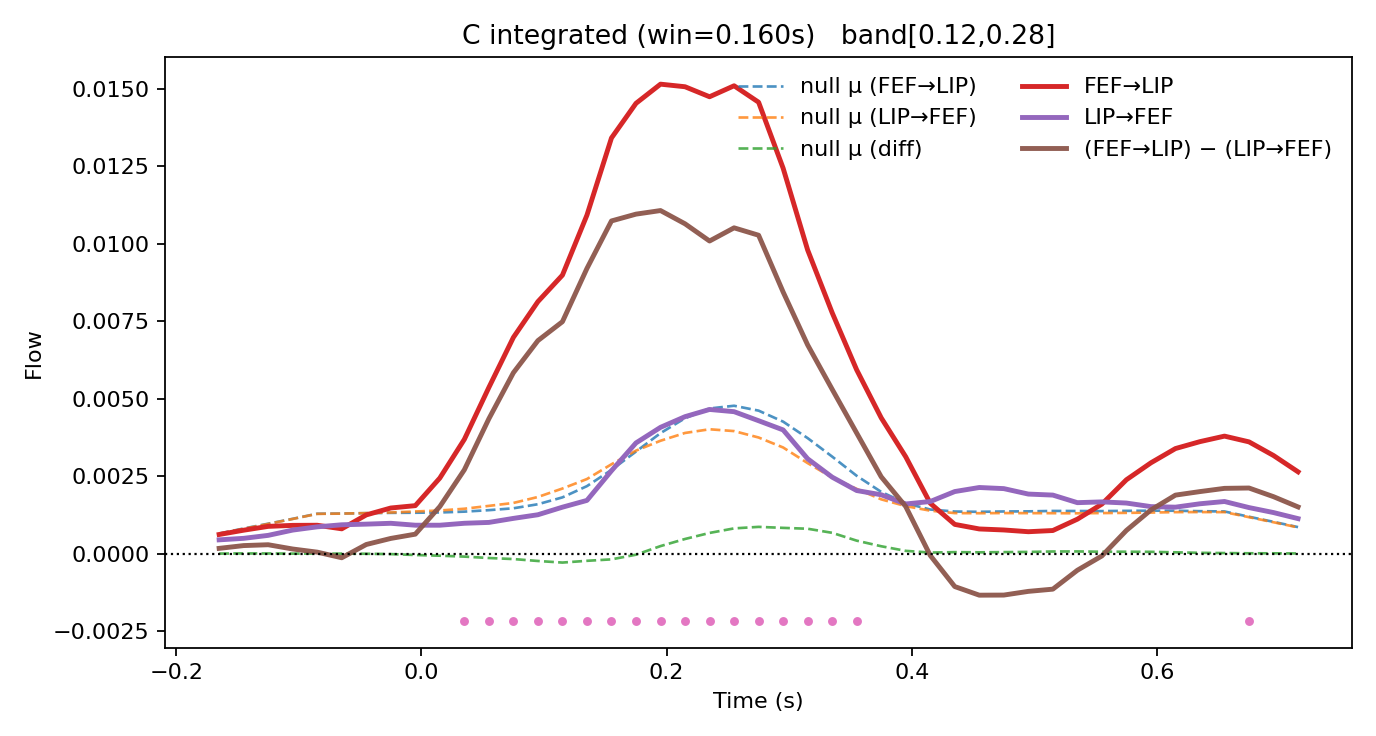 C integrated (win=0.160s)   band[0.12,0.28]
0.0150
0.0125
0.0100
0.0075
0.0050
0.0025
0.0000
−0.0025
Flow
null μ (FEF→LIP)
null μ (LIP→FEF)
null μ (diff)
FEF→LIP
LIP→FEF
(FEF→LIP) − (LIP→FEF)
−0.2
0.0
0.2
0.4
0.6
Time (s)